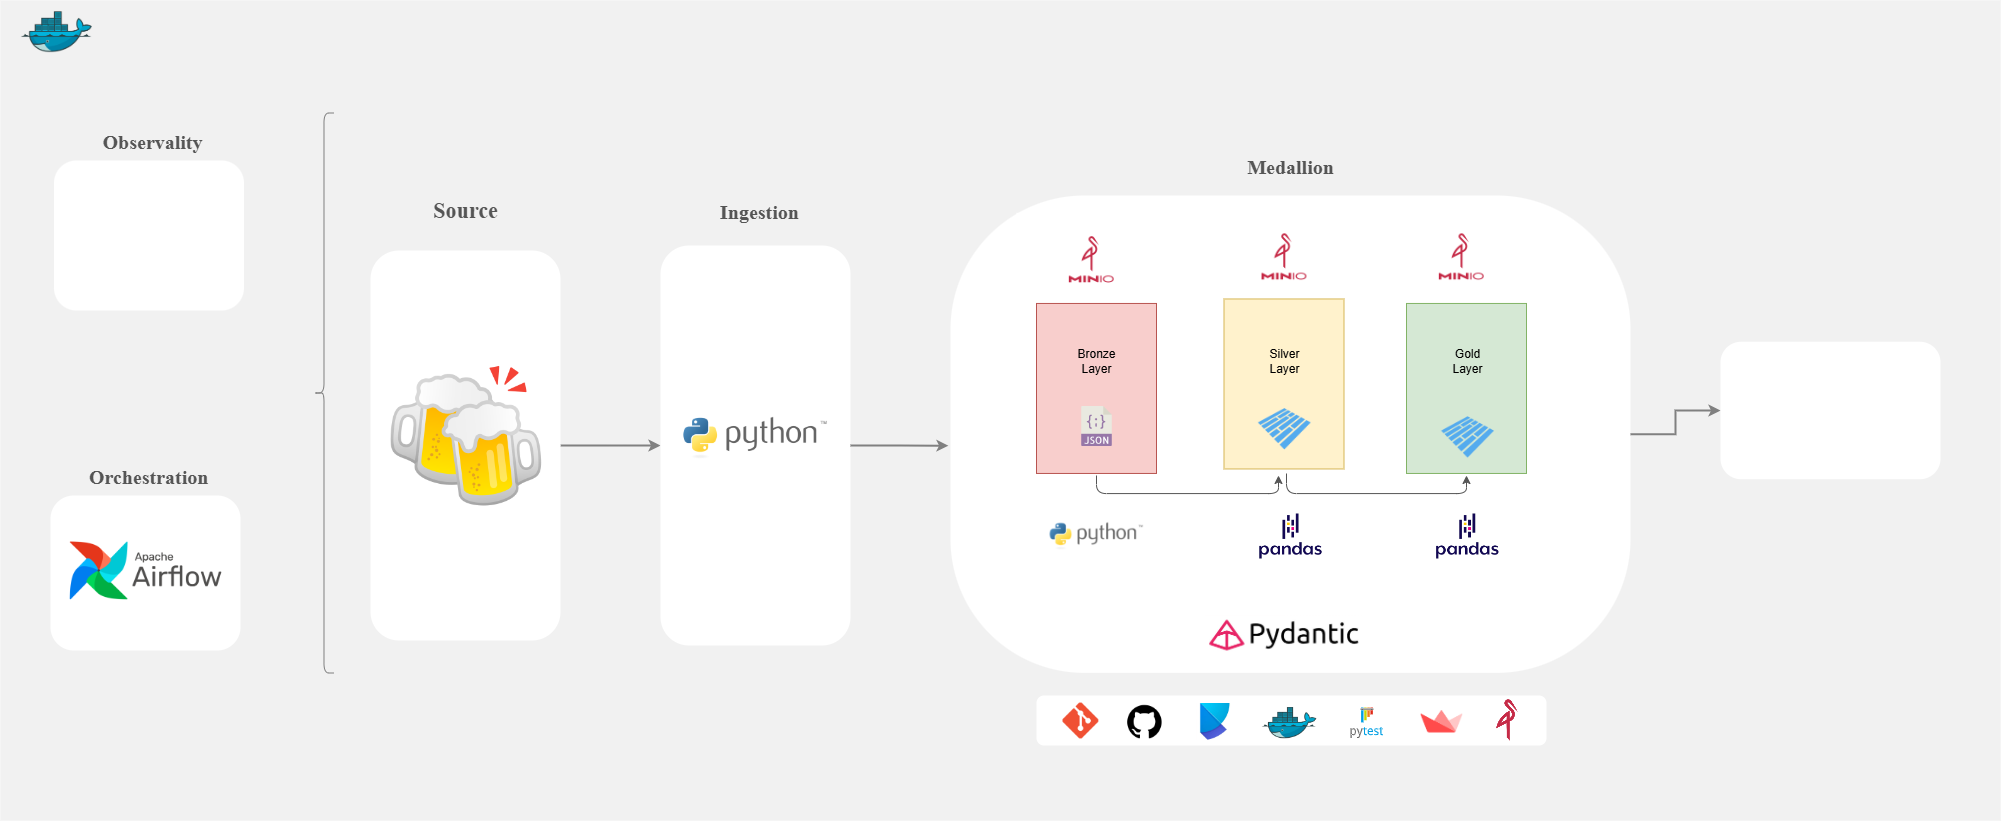 Observality
Source
Ingestion
Medallion
MINIO
MINIO
MINIO
Bronze
Layer
Silver
Layer
Gold
Layer
{;}
JSON
python™
Orchestration
Apache
Airflow
python™
pandas
pandas
Pydantic
pytest